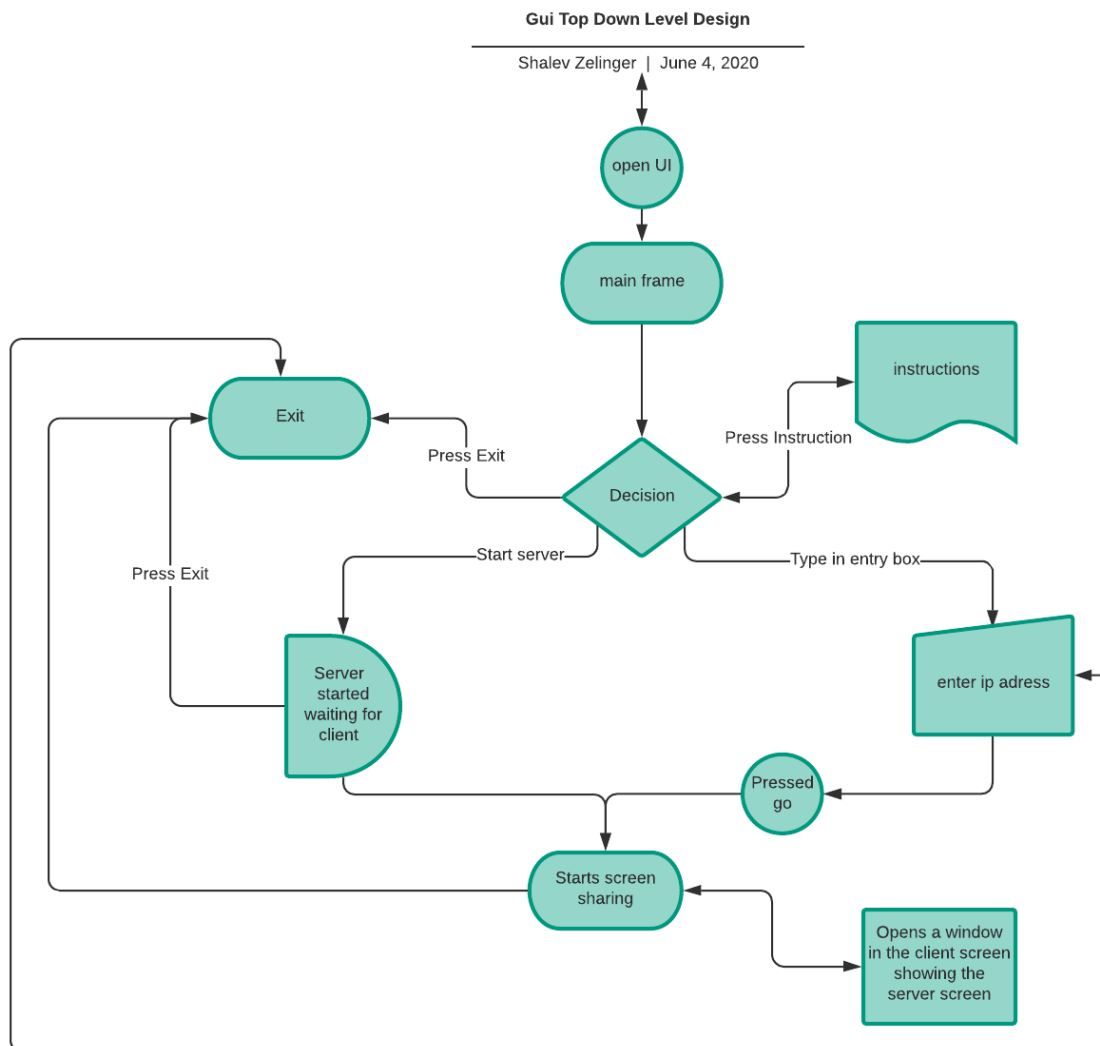 Gui Top Down Level Design
Shalev Zelinger | June 4, 2020
open UI
main frame
instructions
Exit
Press Instruction
Press Exit
Decision
Start server
Type in entry box
Press Exit
Server
started
waiting for
client
enter ip adress
Pressed
go
Starts screen
sharing
Opens a window
in the client screen
showing the
server screen